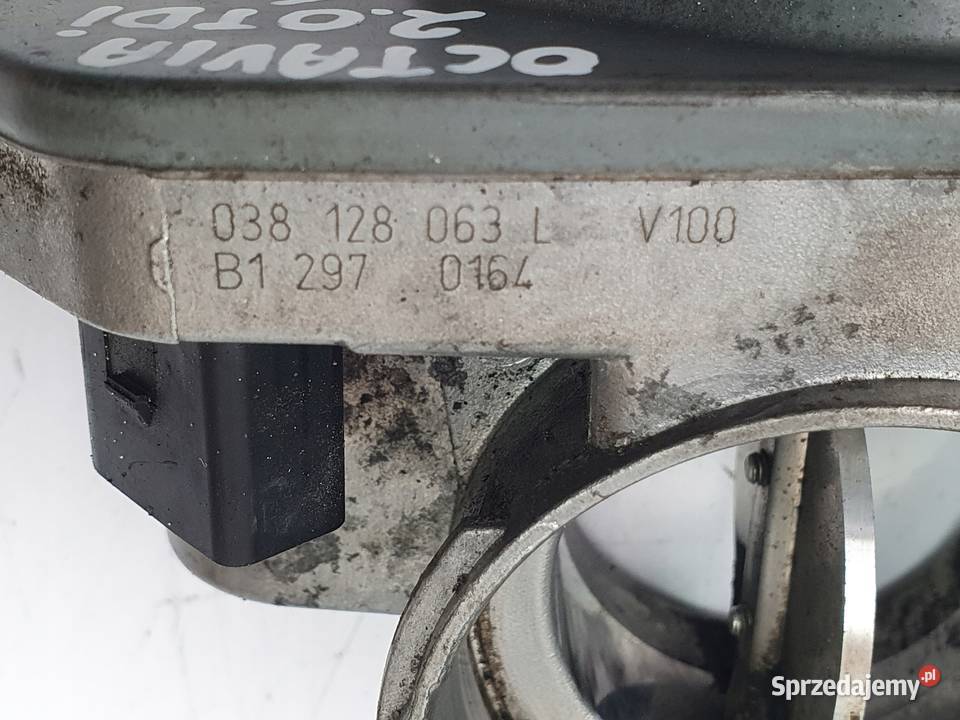 OCTAVIA
2.0TDi
038 128 063 L V100
B1 297 0164
Sprzedajemy.pl